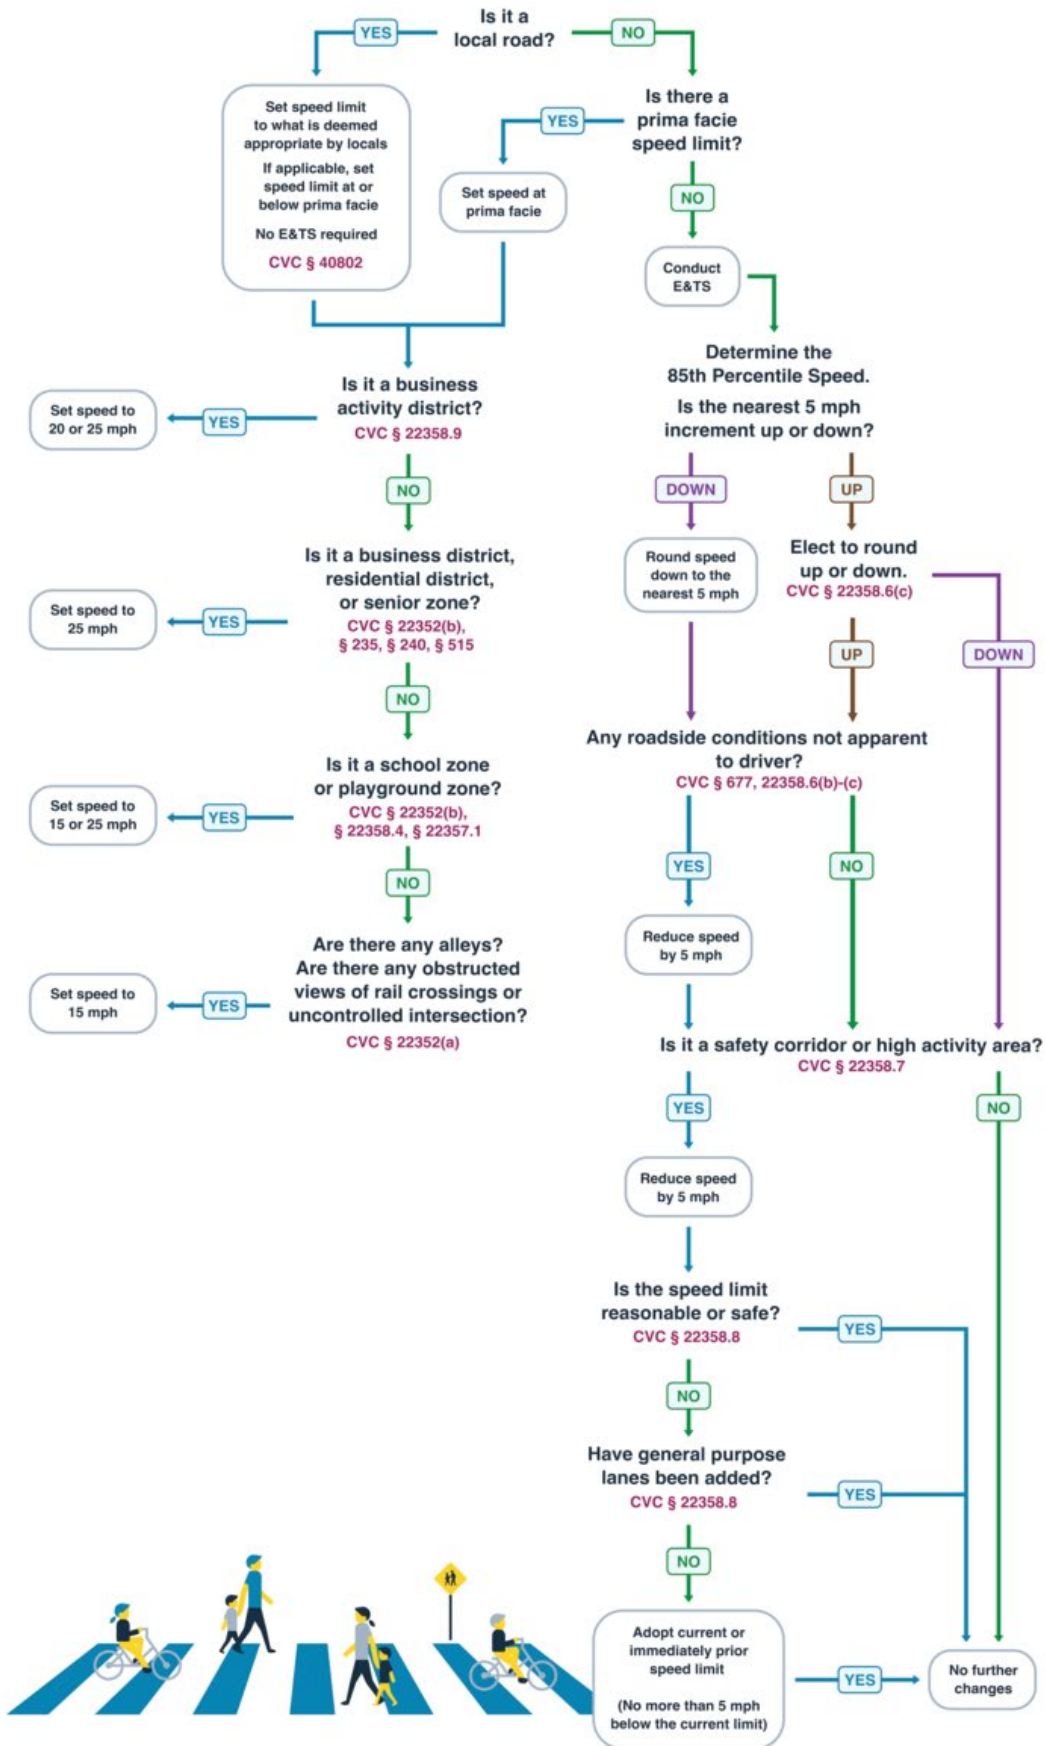 Is it a
local road?
YES
NO
Set speed limit
to what is deemed
appropriate by locals
If applicable, set
speed limit at or
below prima facie
No E&TS required
CVC § 40802
Is there a
prima facie
speed limit?
YES
Set speed at
prima facie
NO
Conduct
E&TS
Is it a business
activity district?
CVC § 22358.9
YES
Set speed to
20 or 25 mph
NO
Is it a business district,
residential district,
or senior zone?
CVC § 22352(b),
§ 235, § 240, § 515
YES
Set speed to
25 mph
NO
Is it a school zone
or playground zone?
CVC § 22352(b),
§ 22358.4, § 22357.1
YES
Set speed to
15 or 25 mph
NO
Are there any alleys?
Are there any obstructed
views of rail crossings or
uncontrolled intersection?
CVC § 22352(a)
YES
Set speed to
15 mph
Determine the
85th Percentile Speed.
Is the nearest 5 mph
increment up or down?
DOWN
UP
Round speed
down to the
nearest 5 mph
Elect to round
up or down.
CVC § 22358.6(c)
UP
DOWN
Any roadside conditions not apparent
to driver?
CVC § 677, 22358.6(b)-(c)
YES
NO
Reduce speed
by 5 mph
Is it a safety corridor or high activity area?
CVC § 22358.7
YES
NO
Reduce speed
by 5 mph
Is the speed limit
reasonable or safe?
CVC § 22358.8
YES
NO
Have general purpose
lanes been added?
CVC § 22358.8
YES
NO
Adopt current or
immediately prior
speed limit
(No more than 5 mph
below the current limit)
YES
No further
changes